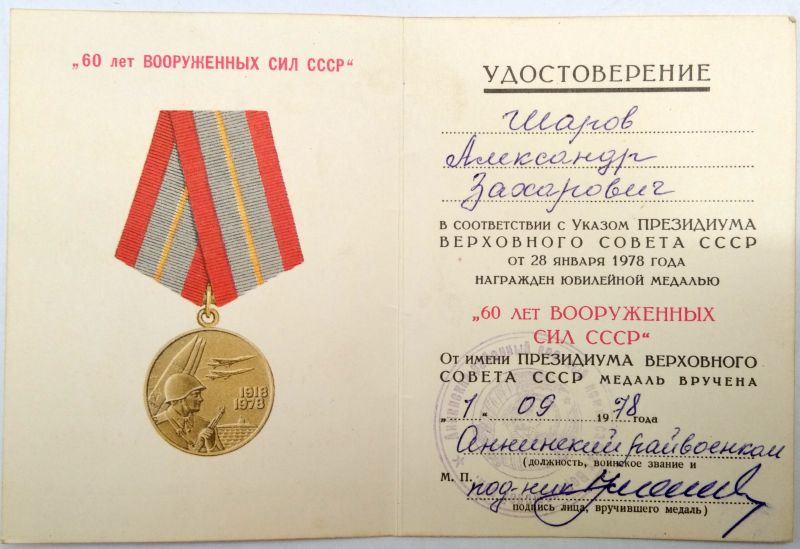 „60 лет ВООРУЖЕННЫХ СИЛ СССР“
1918
1978
УДОСТОВЕРЕНИЕ
Шаров
Александр
Захарович
в соответствии с Указом ПРЕЗИДИУМА
ВЕРХОВНОГО СОВЕТА СССР
от 28 января 1978 года
награжден юбилейной медалью
„60 лет ВООРУЖЕННЫХ
СИЛ СССР“
От имени ПРЕЗИДИУМА ВЕРХОВНОГО
СОВЕТА СССР медаль вручена
„1“ 09 1978 года
Аннинский райвоенком
(должность, воинское звание и
М. П. под-ник
подпись лица, вручившего медаль)